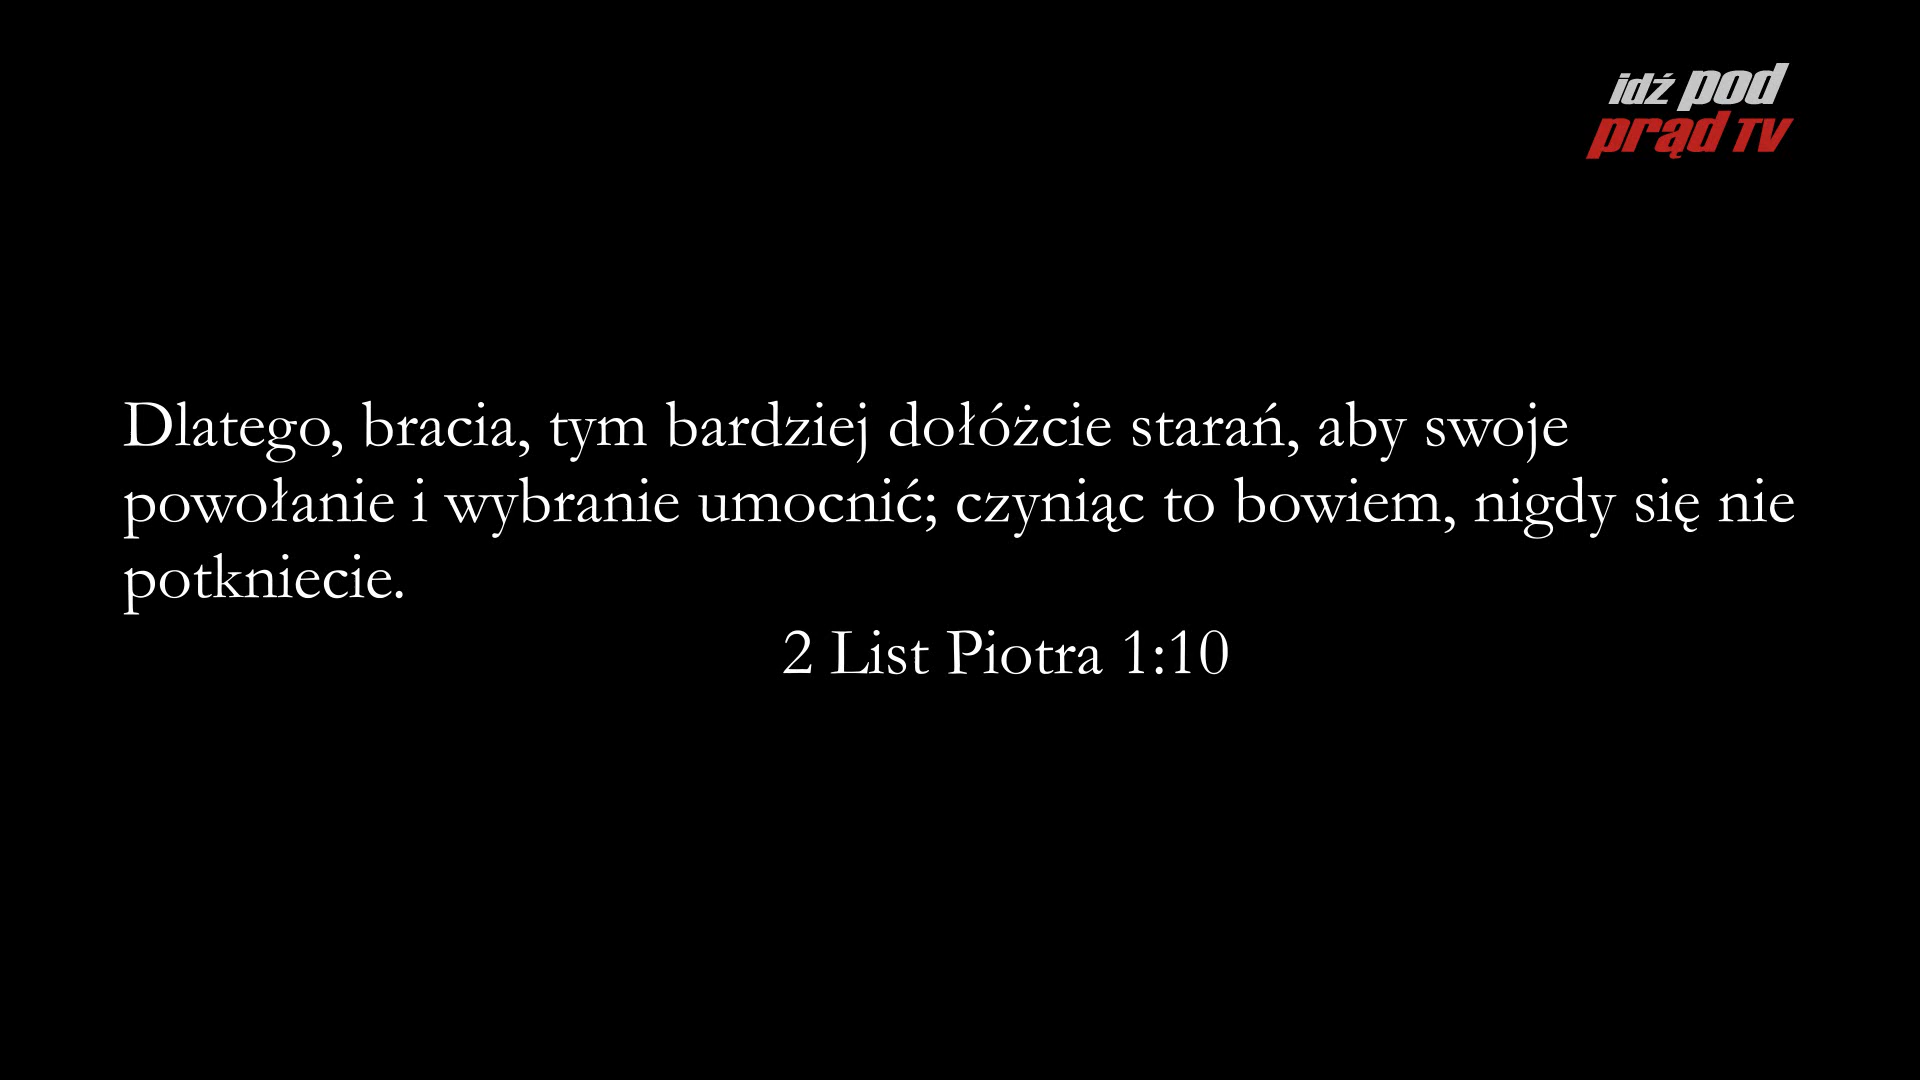 idź pod
prąd TV
Dlatego, bracia, tym bardziej dołóżcie starań, aby swoje
powołanie i wybranie umocnić; czyniąc to bowiem, nigdy się nie
potkniecie.
2 List Piotra 1:10